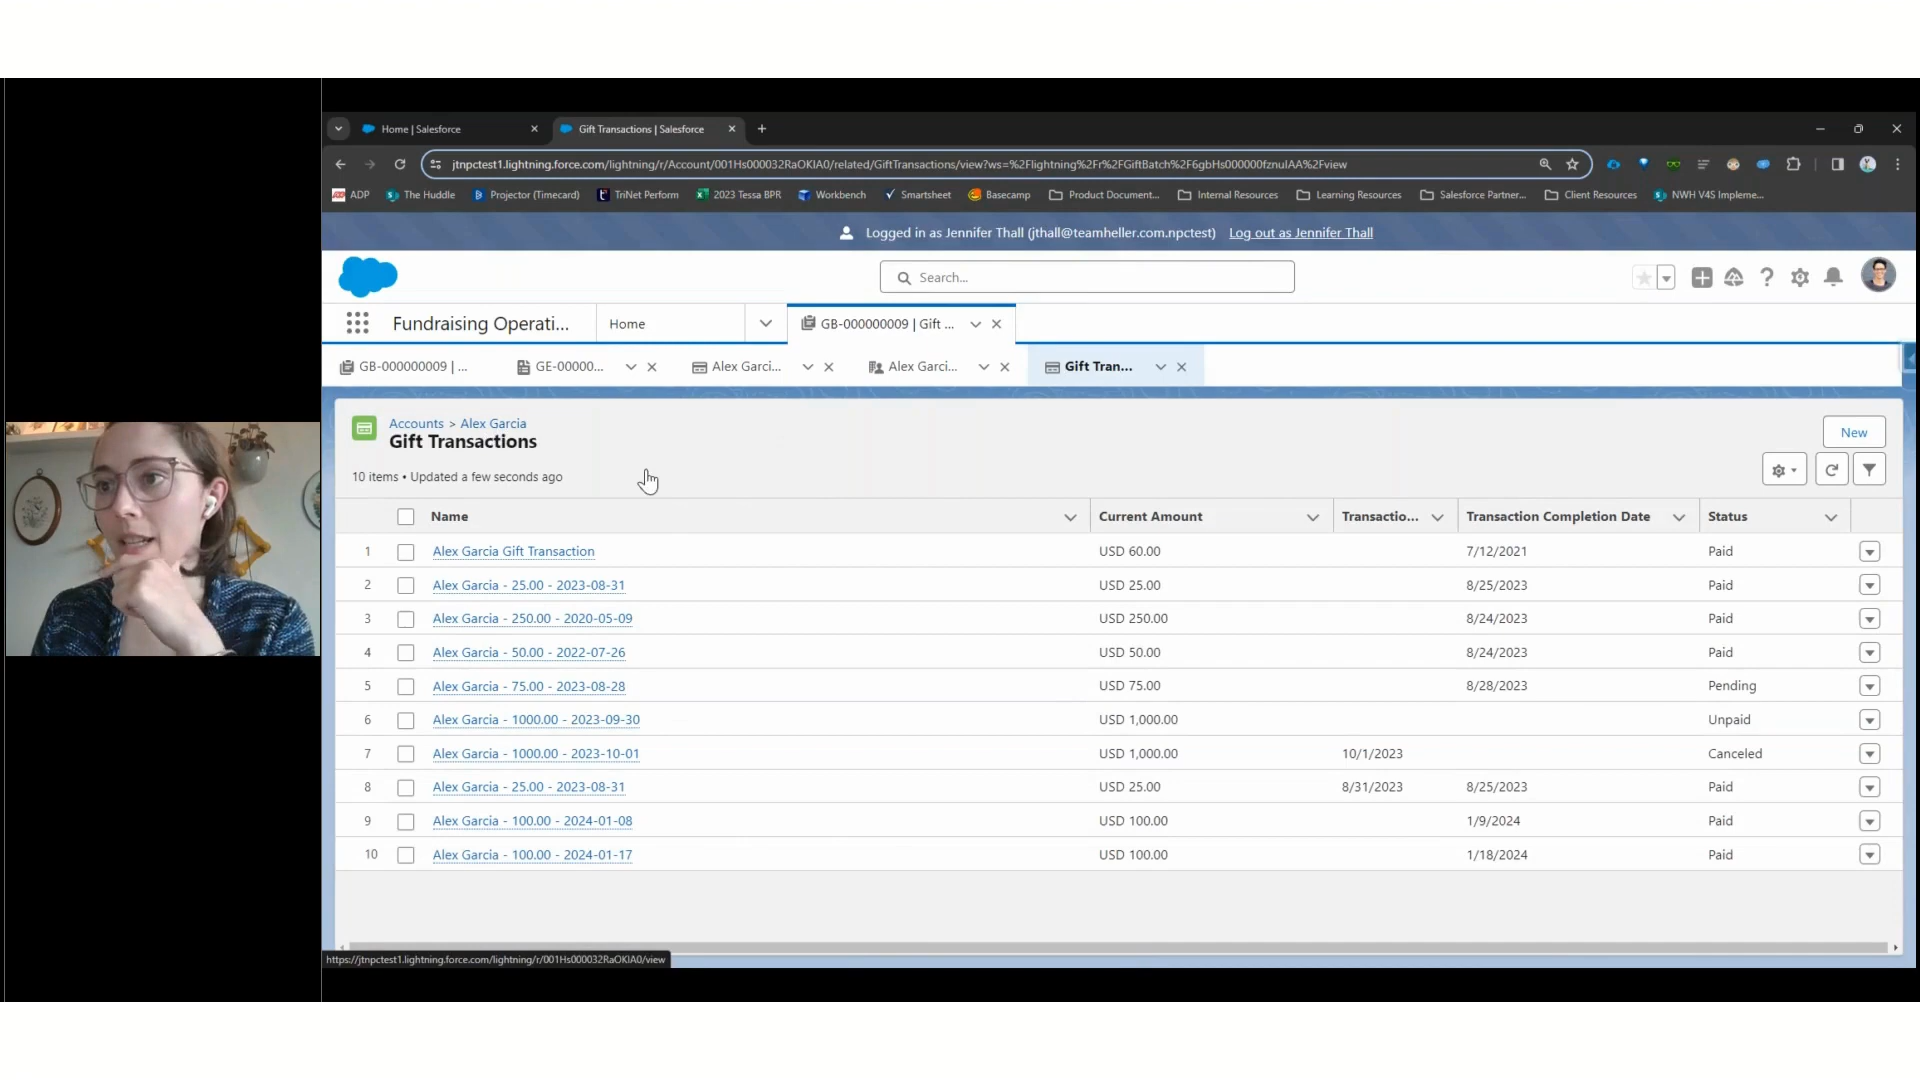 Home | Salesforce
Gift Transactions | Salesforce
jtnpctest1.lightning.force.com/lightning/r/Account/001Hs000032RaOKIA0/related/GiftTransactions/view?ws=%2Flightning%2Fr%2FGiftBatch%2F6gbHs000000fznuIAA%2Fview
ADP The Huddle Projector (Timecard) TriNet Perform 2023 Tessa BPR Workbench Smartsheet Basecamp Product Document... Internal Resources Learning Resources Salesforce Partner... Client Resources NWH V4S Impleme...
Logged in as Jennifer Thall (jthall@teamheller.com.npctest) Log out as Jennifer Thall
Search...
Fundraising Operati... Home GB-000000009 | Gift ...
GB-000000009 | ... GE-00000... Alex Garci... Alex Garci... Gift Tran...
Accounts > Alex Garcia
Gift Transactions
New
10 items • Updated a few seconds ago
Name Current Amount Transactio... Transaction Completion Date Status
1 Alex Garcia Gift Transaction USD 60.00 7/12/2021 Paid
2 Alex Garcia - 25.00 - 2023-08-31 USD 25.00 8/25/2023 Paid
3 Alex Garcia - 250.00 - 2020-05-09 USD 250.00 8/24/2023 Paid
4 Alex Garcia - 50.00 - 2022-07-26 USD 50.00 8/24/2023 Paid
5 Alex Garcia - 75.00 - 2023-08-28 USD 75.00 8/28/2023 Pending
6 Alex Garcia - 1000.00 - 2023-09-30 USD 1,000.00 Unpaid
7 Alex Garcia - 1000.00 - 2023-10-01 USD 1,000.00 10/1/2023 Canceled
8 Alex Garcia - 25.00 - 2023-08-31 USD 25.00 8/31/2023 8/25/2023 Paid
9 Alex Garcia - 100.00 - 2024-01-08 USD 100.00 1/9/2024 Paid
10 Alex Garcia - 100.00 - 2024-01-17 USD 100.00 1/18/2024 Paid
https://jtnpctest1.lightning.force.com/lightning/r/001Hs000032RaOKIA0/view